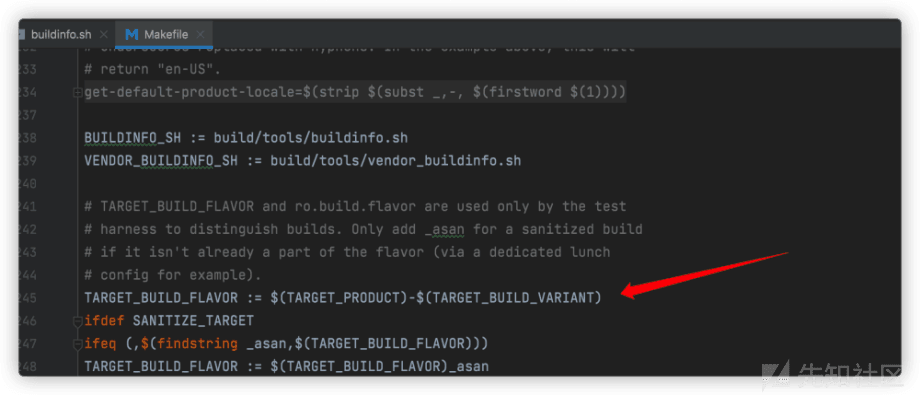 buildinfo.sh × Makefile ×
# return "en-US".
233
234 get-default-product-locale=$(strip $(subst _,-, $(firstword $(1))))
237
238 BUILDINFO_SH := build/tools/buildinfo.sh
239 VENDOR_BUILDINFO_SH := build/tools/vendor_buildinfo.sh
240
241 # TARGET_BUILD_FLAVOR and ro.build.flavor are used only by the test
242 # harness to distinguish builds. Only add _asan for a sanitized build
243 # if it isn't already a part of the flavor (via a dedicated lunch
244 # config for example).
245 TARGET_BUILD_FLAVOR := $(TARGET_PRODUCT)-$(TARGET_BUILD_VARIANT)
246 ifdef SANITIZE_TARGET
247 ifeq (,$(findstring _asan,$(TARGET_BUILD_FLAVOR)))
248 TARGET_BUILD_FLAVOR := $(TARGET_BUILD_FLAVOR)_asan
先知社区